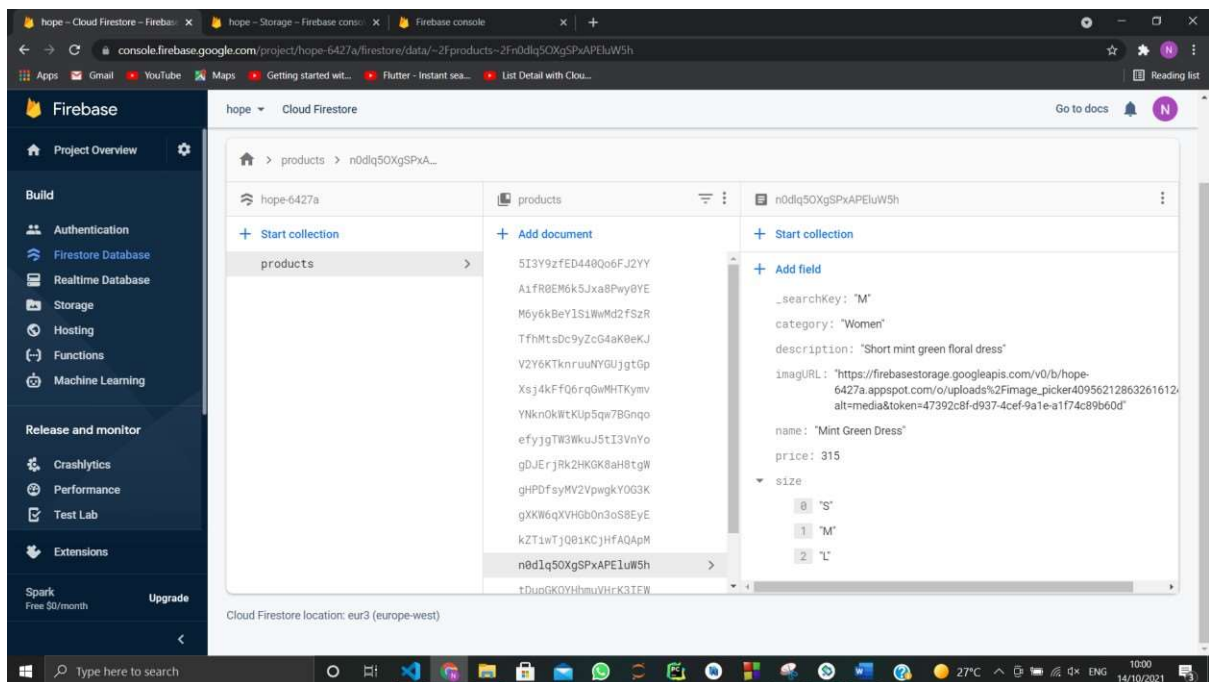 hope – Cloud Firestore – Firebas
hope – Storage – Firebase conso
Firebase console
console.firebase.google.com/project/hope-6427a/firestore/data/~2Fproducts~2Fn0dlq5OXgSPxAPEluW5h
Apps Gmail YouTube Maps Getting started wit... Flutter - Instant sea... List Detail with Clou... Reading list
Firebase
hope Cloud Firestore Go to docs N
Project Overview
products > n0dlq5OXgSPxA...
Build
hope-6427a products n0dlq5OXgSPxAPEluW5h
Authentication
+ Start collection + Add document + Start collection
Firestore Database
products
+ Add field
Realtime Database
Storage
Hosting
Functions
Machine Learning
5I3Y9zfED440Qo6FJ2YY
AifR0EM6k5Jxa8Pwy0YE
M6y6kBeYlSiWwMd2fSzR
TfhMtsDc9yZcG4aK0eKJ
V2Y6KTknruuNYGUjgtGp
Xsj4kFfQ6rqGwMHTKymv
YNknOkWtKUp5qw7BGnqo
efyjgTW3WkuJ5tI3VnYo
gDJErjRk2HKGK8aH8tgW
gHPDfsyMV2VpwgkYOG3K
gXKW6qXVHGbOn3oS8EyE
kZTiwTjQ0iKCjHfAQApM
n0dlq5OXgSPxAPEluW5h
tDupGKOYHhmuVHrK3IFW
_searchKey: "M"
category: "Women"
description: "Short mint green floral dress"
imagURL: "https://firebasestorage.googleapis.com/v0/b/hope-
6427a.appspot.com/o/uploads%2Fimage_picker40956212863261612
alt=media&token=47392c8f-d937-4cef-9a1e-a1f74c89b60d"
name: "Mint Green Dress"
price: 315
size
0 "S"
1 "M"
2 "L"
Release and monitor
Crashlytics
Performance
Test Lab
Extensions
Spark
Free $0/month
Upgrade
Cloud Firestore location: eur3 (europe-west)
Type here to search
27°C
ENG
10:00
14/10/2021